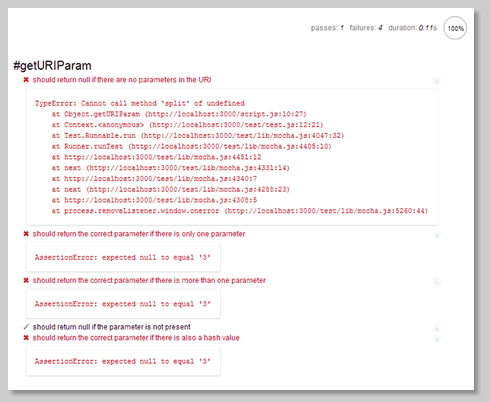 passes: 1 failures: 4 duration: 0.11s 100%
#getURIParam
✖ should return null if there are no parameters in the URI
TypeError: Cannot call method 'split' of undefined
at Object.getURIParam (http://localhost:3000/script.js:10:27)
at Context.<anonymous> (http://localhost:3000/test/test.js:12:21)
at Test.Runnable.run (http://localhost:3000/test/lib/mocha.js:4047:32)
at Runner.runTest (http://localhost:3000/test/lib/mocha.js:4405:10)
at http://localhost:3000/test/lib/mocha.js:4451:12
at next (http://localhost:3000/test/lib/mocha.js:4331:14)
at http://localhost:3000/test/lib/mocha.js:4340:7
at next (http://localhost:3000/test/lib/mocha.js:4288:23)
at http://localhost:3000/test/lib/mocha.js:4308:5
at process.removeListener.window.onerror (http://localhost:3000/test/lib/mocha.js:5260:44)
✖ should return the correct parameter if there is only one parameter
AssertionError: expected null to equal '3'
✖ should return the correct parameter if there is more than one parameter
AssertionError: expected null to equal '3'
✓ should return null if the parameter is not present
✖ should return the correct parameter if there is also a hash value
AssertionError: expected null to equal '3'